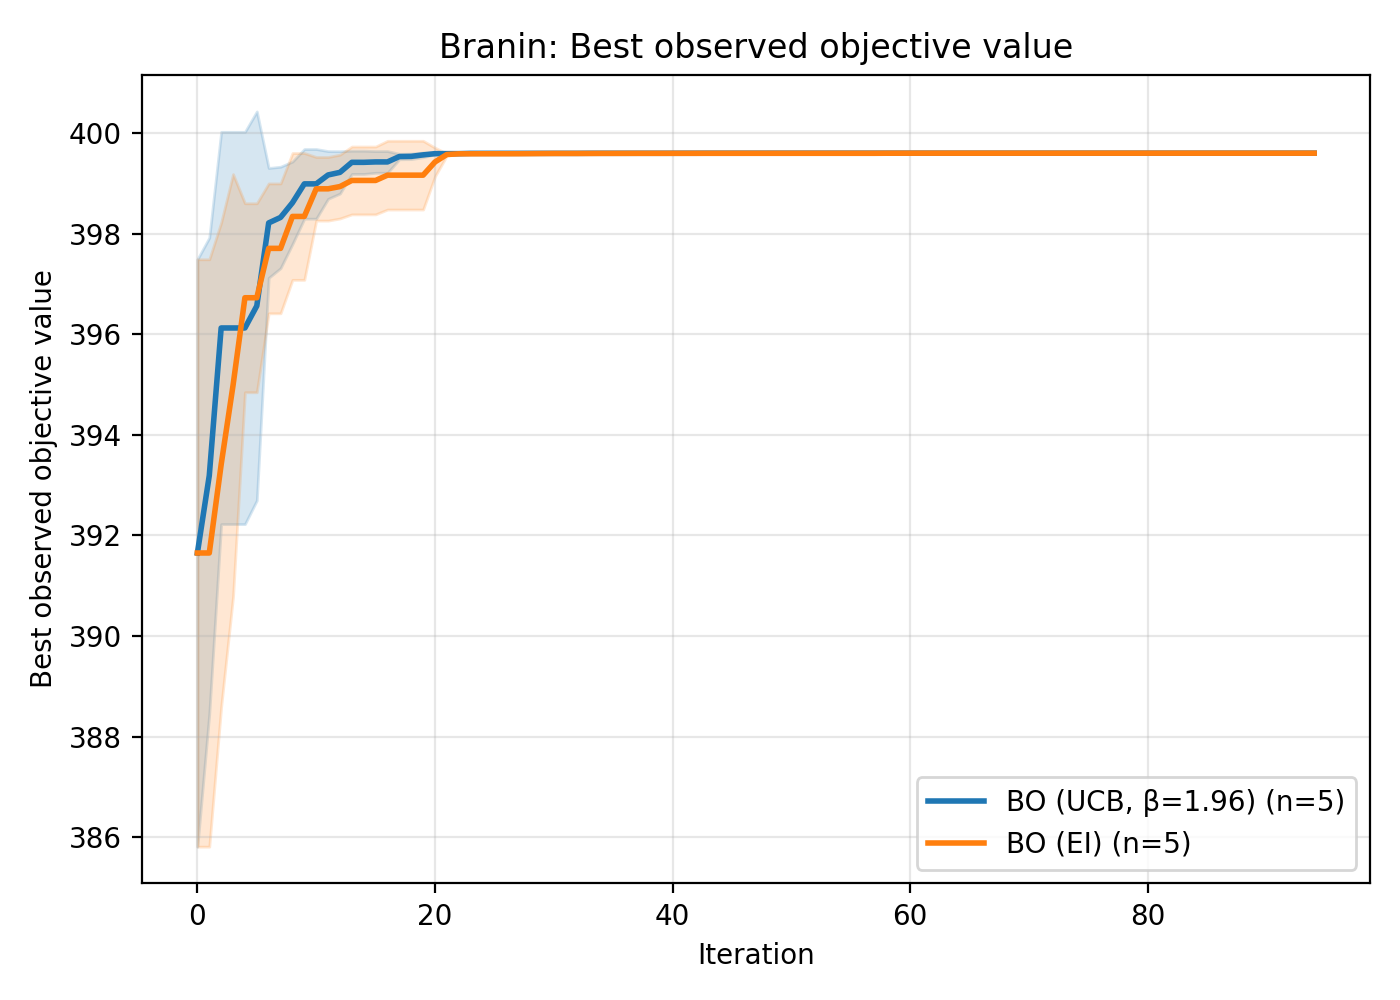 Branin: Best observed objective value
Best observed objective value
400
398
396
394
392
390
388
386
0
20
40
60
80
Iteration
BO (UCB, β=1.96) (n=5)
BO (EI) (n=5)